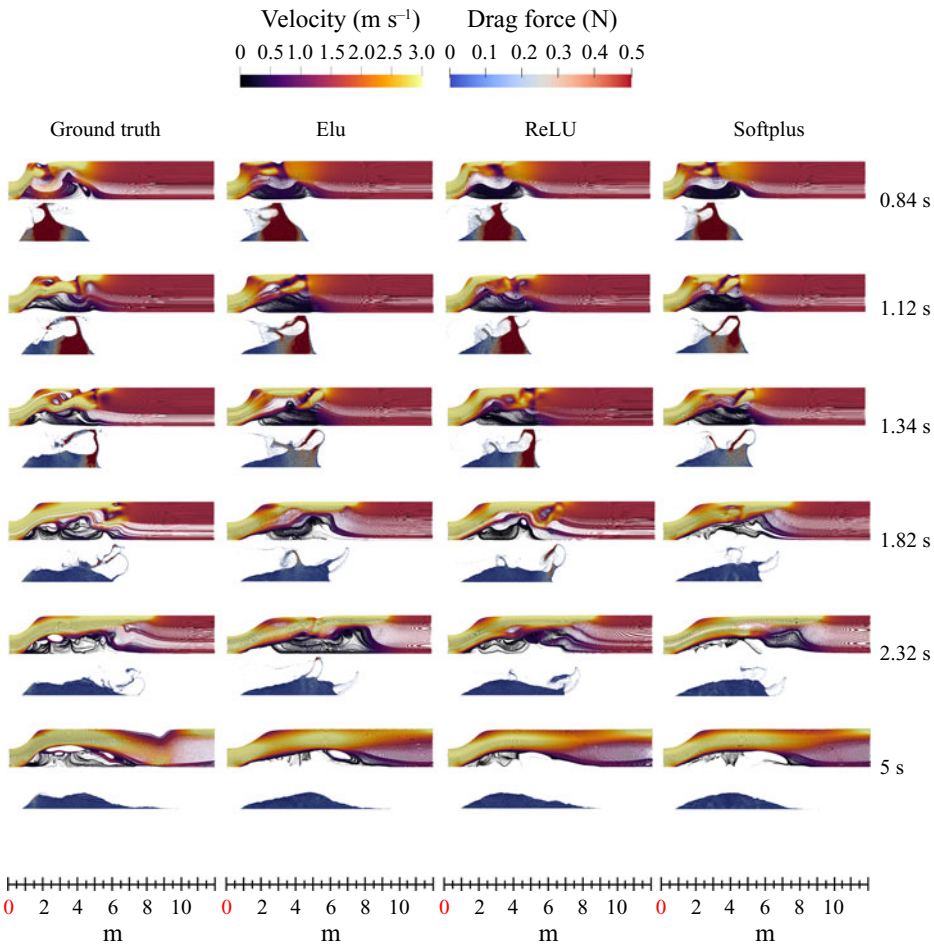 Velocity (m s⁻¹) Drag force (N)
0 0.5 1.0 1.5 2.0 2.5 3.0 0 0.1 0.2 0.3 0.4 0.5
Ground truth Elu ReLU Softplus
0.84 s
1.12 s
1.34 s
1.82 s
2.32 s
5 s
0 2 4 6 8 10 0 2 4 6 8 10 0 2 4 6 8 10 0 2 4 6 8 10
m m m m